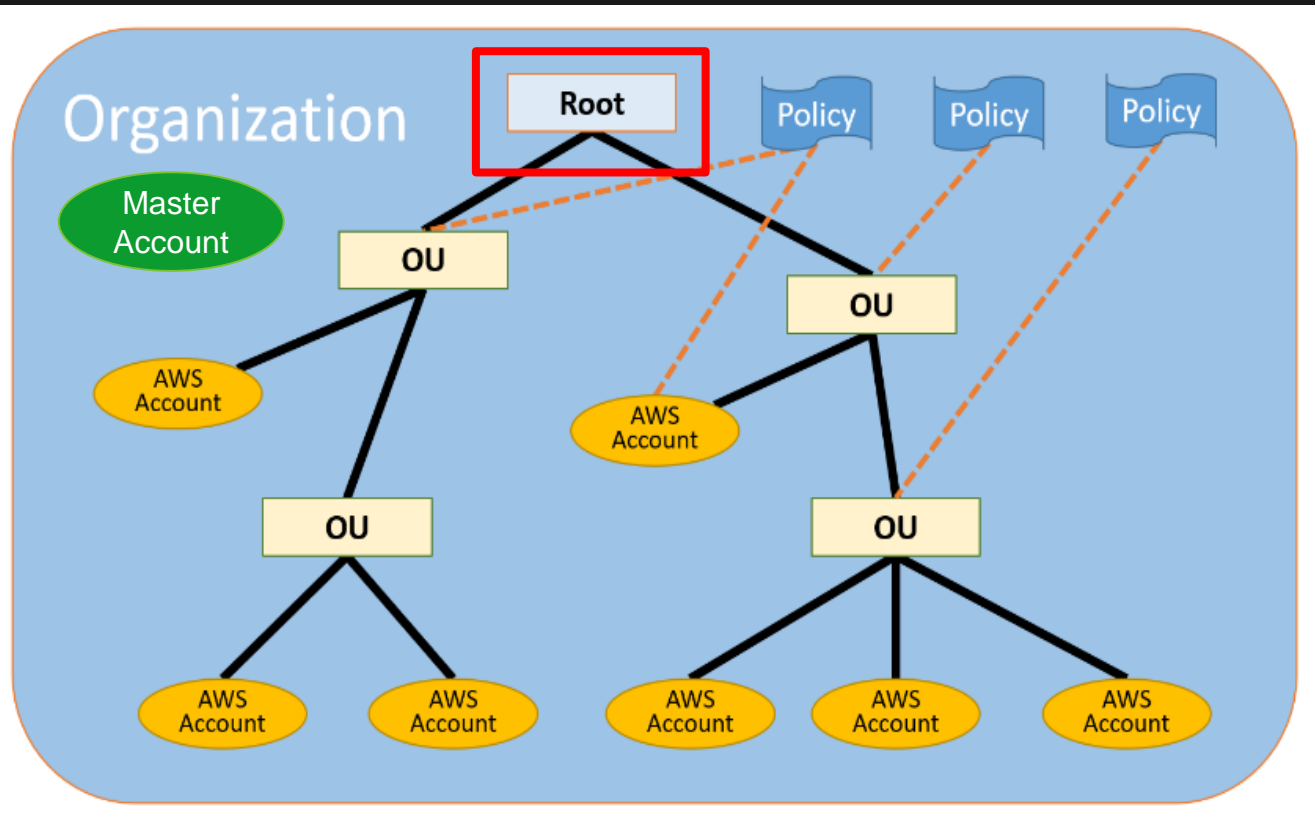 Organization
Root
Policy
Policy
Policy
Master
Account
OU
OU
AWS
Account
AWS
Account
OU
OU
AWS
Account
AWS
Account
AWS
Account
AWS
Account
AWS
Account